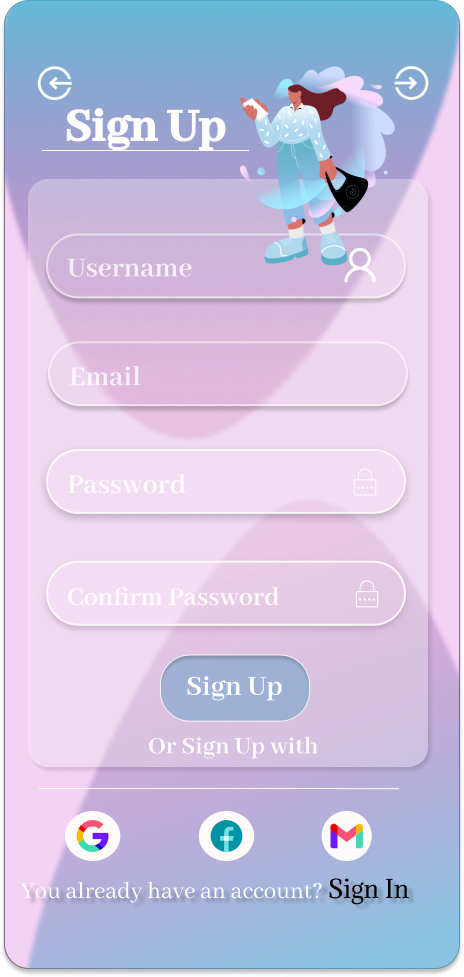 Sign Up
Username
Email
Password
Confirm Password
Sign Up
Or Sign Up with
You already have an account? Sign In